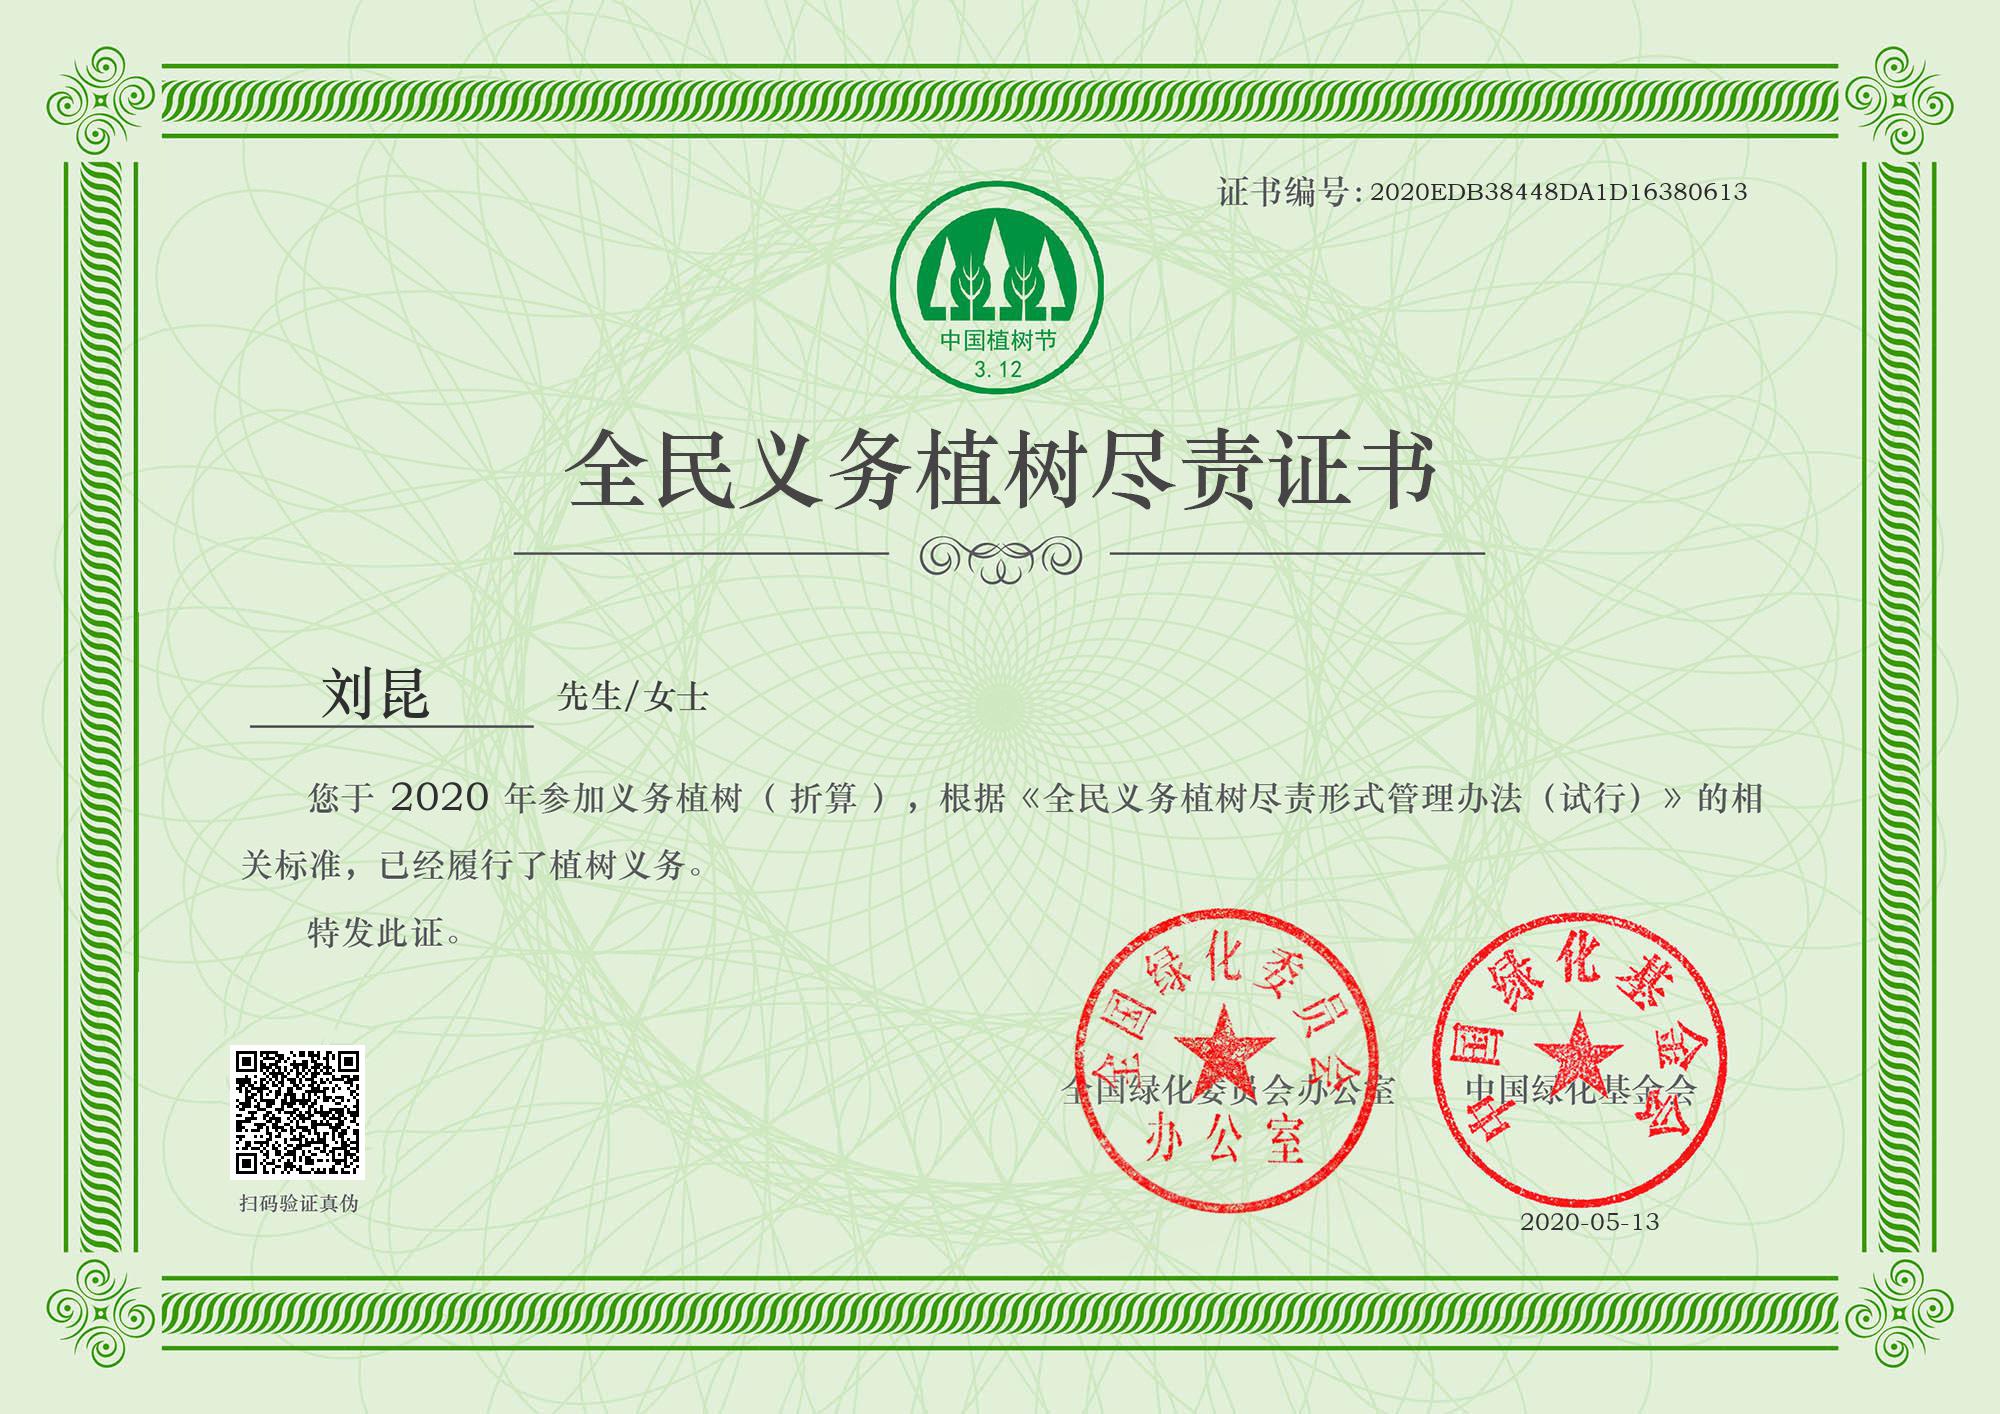 证书编号:2020EDB38448DA1D16380613
中国植树节
3.12
全民义务植树尽责证书
刘昆 先生/女士
您于 2020 年参加义务植树（ 折算 ），根据《全民义务植树尽责形式管理办法（试行）》的相
关标准，已经履行了植树义务。
特发此证。
全国绿化委员会
办公室
中国绿化基金会
全国绿化委员会办公室 中国绿化基金会
扫码验证真伪
2020-05-13